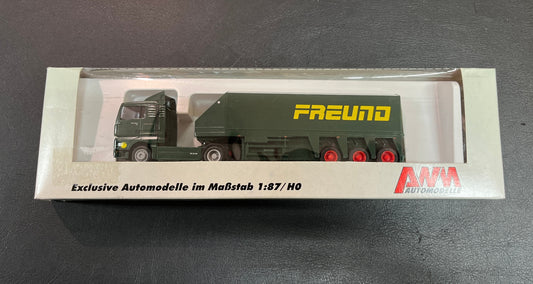 FREUND
Exclusive Automodelle im Maßstab 1:87/H0
AWM
AUTOMODELLE